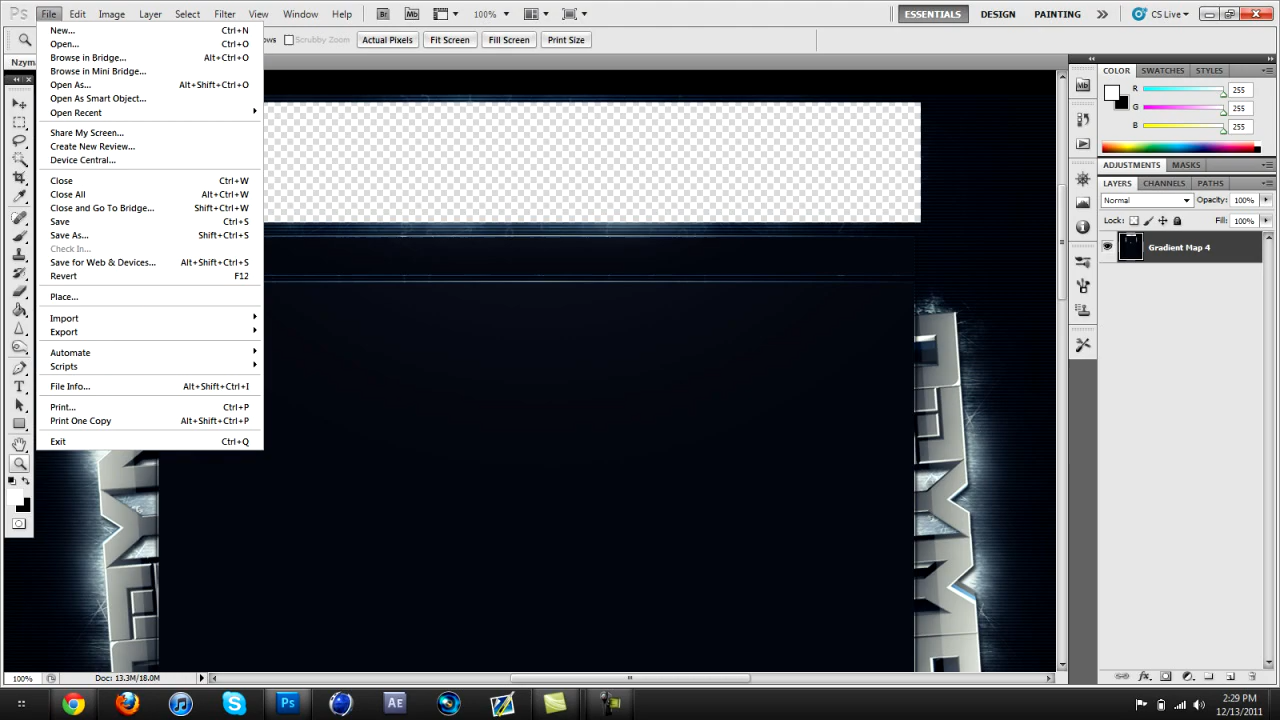 Ps File Edit Image Layer Select Filter Analysis View Window Help Br Mb 100% ESSENTIALS DESIGN PAINTING CS Live
ows Scrubby Zoom Actual Pixels Fit Screen Fill Screen Print Size
Nzym
New... Ctrl+N
Open... Ctrl+O
Browse in Bridge... Alt+Ctrl+O
Browse in Mini Bridge...
Open As... Alt+Shift+Ctrl+O
Open As Smart Object...
Open Recent
Share My Screen...
Create New Review...
Device Central...
Close Ctrl+W
Close All Alt+Ctrl+W
Close and Go To Bridge... Shift+Ctrl+W
Save Ctrl+S
Save As... Shift+Ctrl+S
Check In...
Save for Web & Devices... Alt+Shift+Ctrl+S
Revert F12
Place...
Import
Export
Automate
Scripts
File Info... Alt+Shift+Ctrl+I
Print... Ctrl+P
Print One Copy Alt+Shift+Ctrl+P
Exit Ctrl+Q
COLOR SWATCHES STYLES
Mb
R 255
G 255
B 255
ADJUSTMENTS MASKS
LAYERS CHANNELS PATHS
Normal Opacity: 100%
Lock: Fill: 100%
Gradient Map 4
100% Doc: 13.3M/18.0M
Ps AE
2:29 PM
12/13/2011